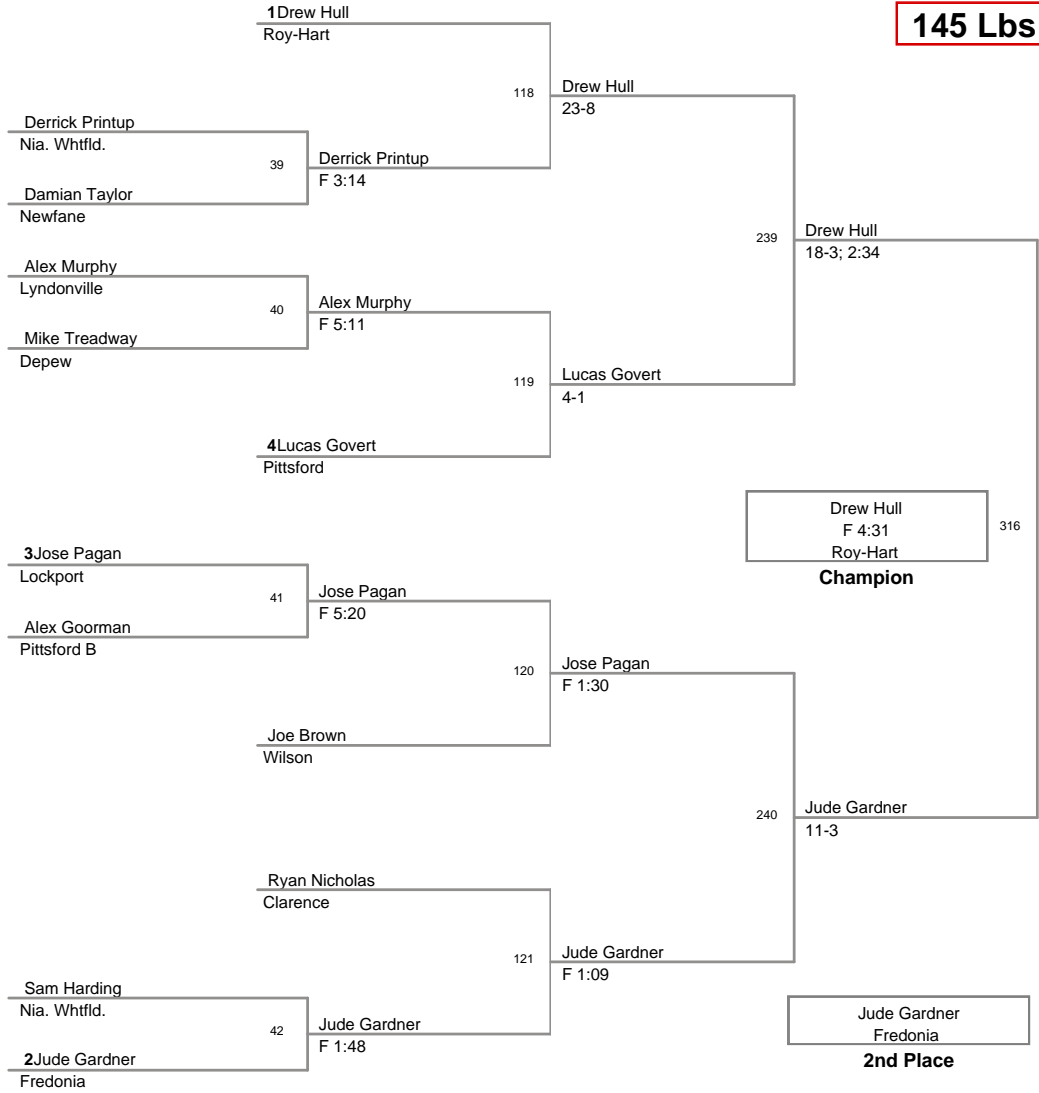 1Drew Hull
Roy-Hart
145 Lbs
118
Drew Hull
23-8
Derrick Printup
Nia. Whtfld.
39
Derrick Printup
F 3:14
Damian Taylor
Newfane
239
Drew Hull
18-3; 2:34
Alex Murphy
Lyndonville
40
Alex Murphy
F 5:11
Mike Treadway
Depew
119
Lucas Govert
4-1
4Lucas Govert
Pittsford
Drew Hull
F 4:31
Roy-Hart
316
Champion
3Jose Pagan
Lockport
41
Jose Pagan
F 5:20
Alex Goorman
Pittsford B
120
Jose Pagan
F 1:30
Joe Brown
Wilson
240
Jude Gardner
11-3
Ryan Nicholas
Clarence
121
Jude Gardner
F 1:09
Sam Harding
Nia. Whtfld.
42
Jude Gardner
F 1:48
2Jude Gardner
Fredonia
Jude Gardner
Fredonia
2nd Place